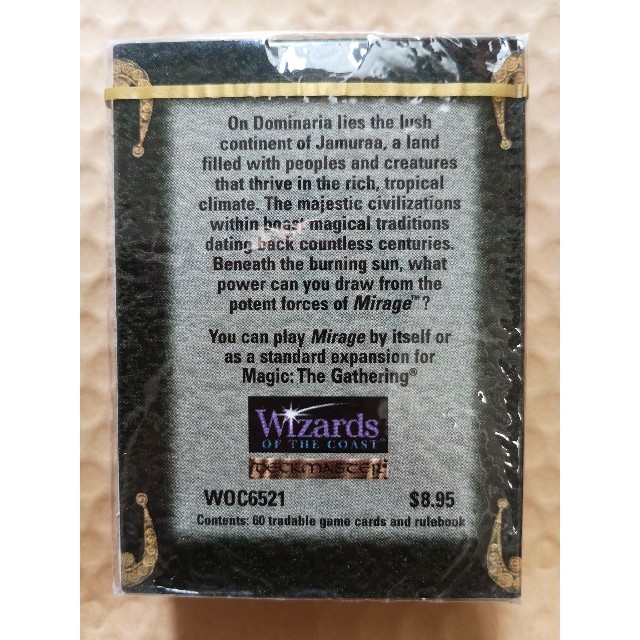 On Dominaria lies the lush
continent of Jamuraa, a land
filled with peoples and creatures
that thrive in the rich, tropical
climate. The majestic civilizations
within boast magical traditions
dating back countless centuries.
Beneath the burning sun, what
power can you draw from the
potent forces of Mirage™?
You can play Mirage by itself or
as a standard expansion for
Magic: The Gathering®
Wizards
OF THE COAST
DECKMASTER
WOC6521 $8.95
Contents: 60 tradable game cards and rulebook